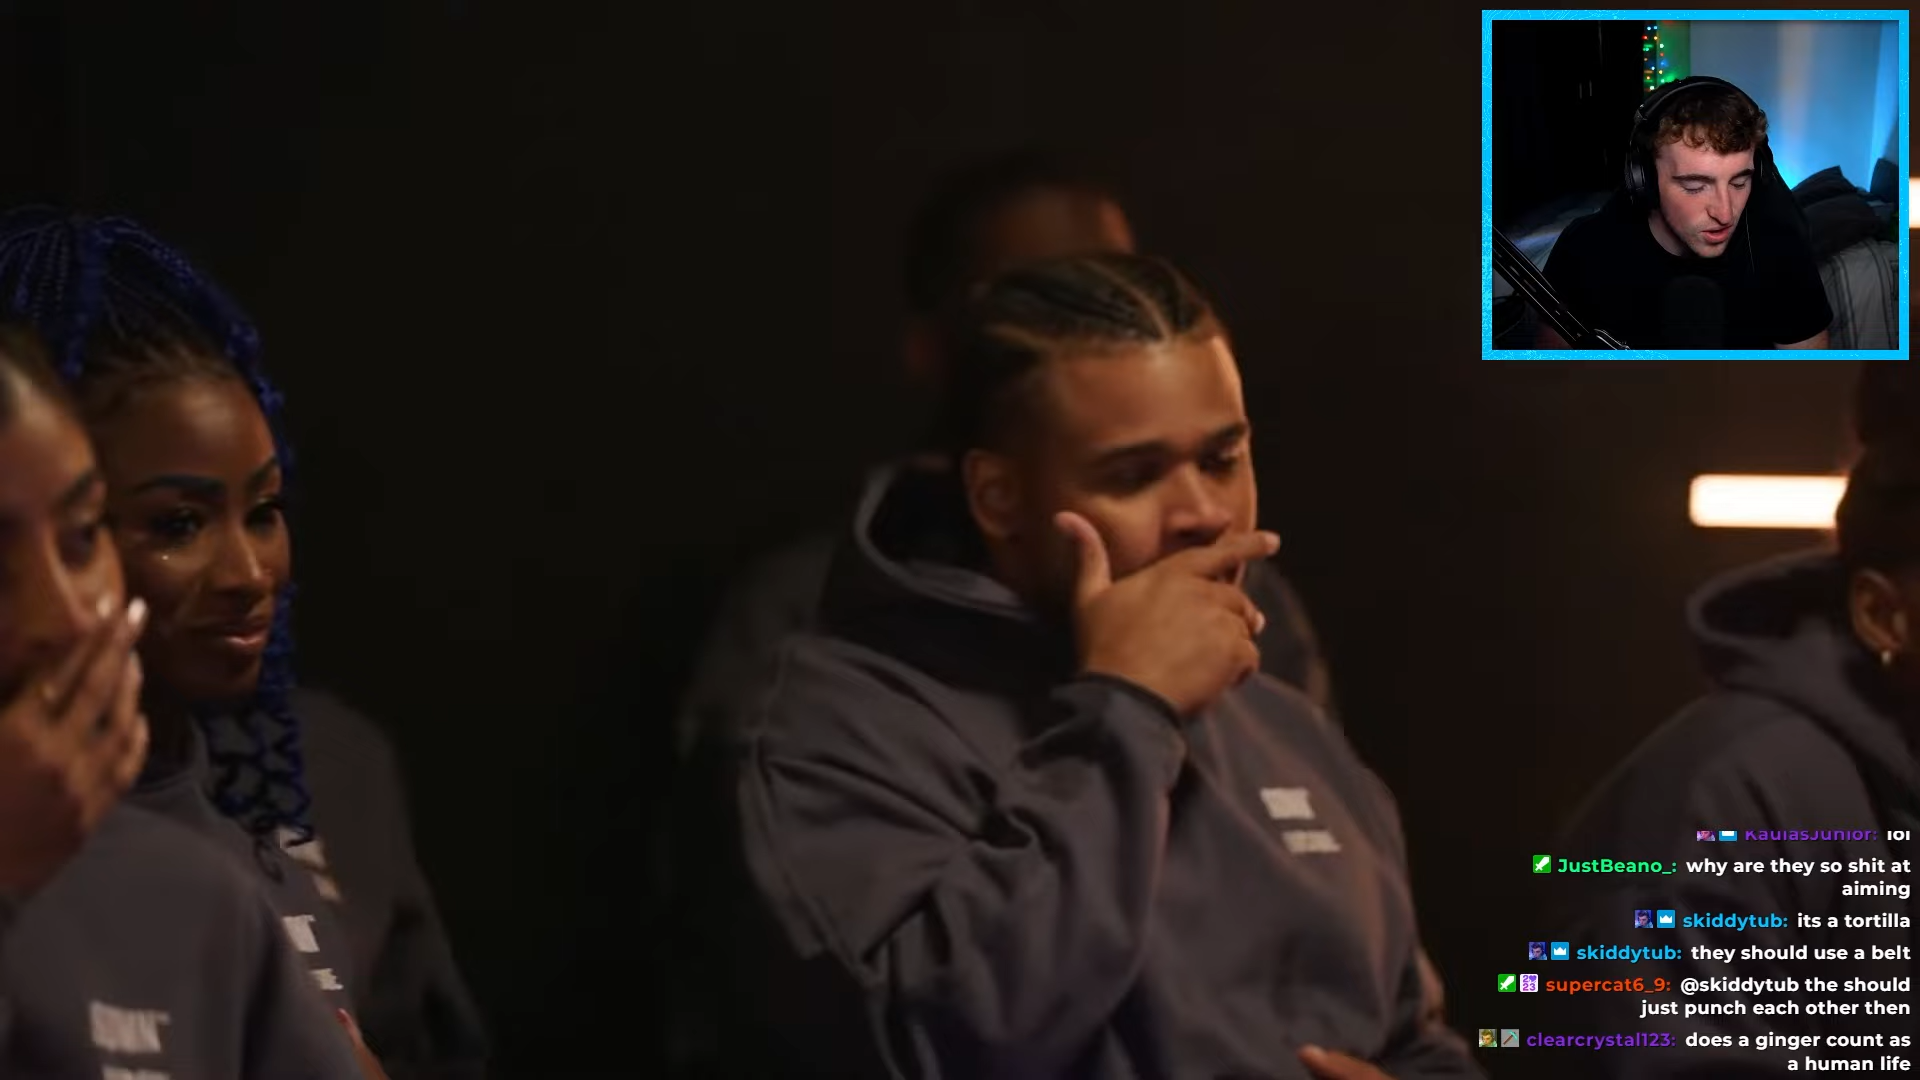 KaulasJunior: lol
JustBeano_: why are they so shit at
aiming
skiddytub: its a tortilla
skiddytub: they should use a belt
supercat6_9: @skiddytub the should
just punch each other then
clearcrystal123: does a ginger count as
a human life